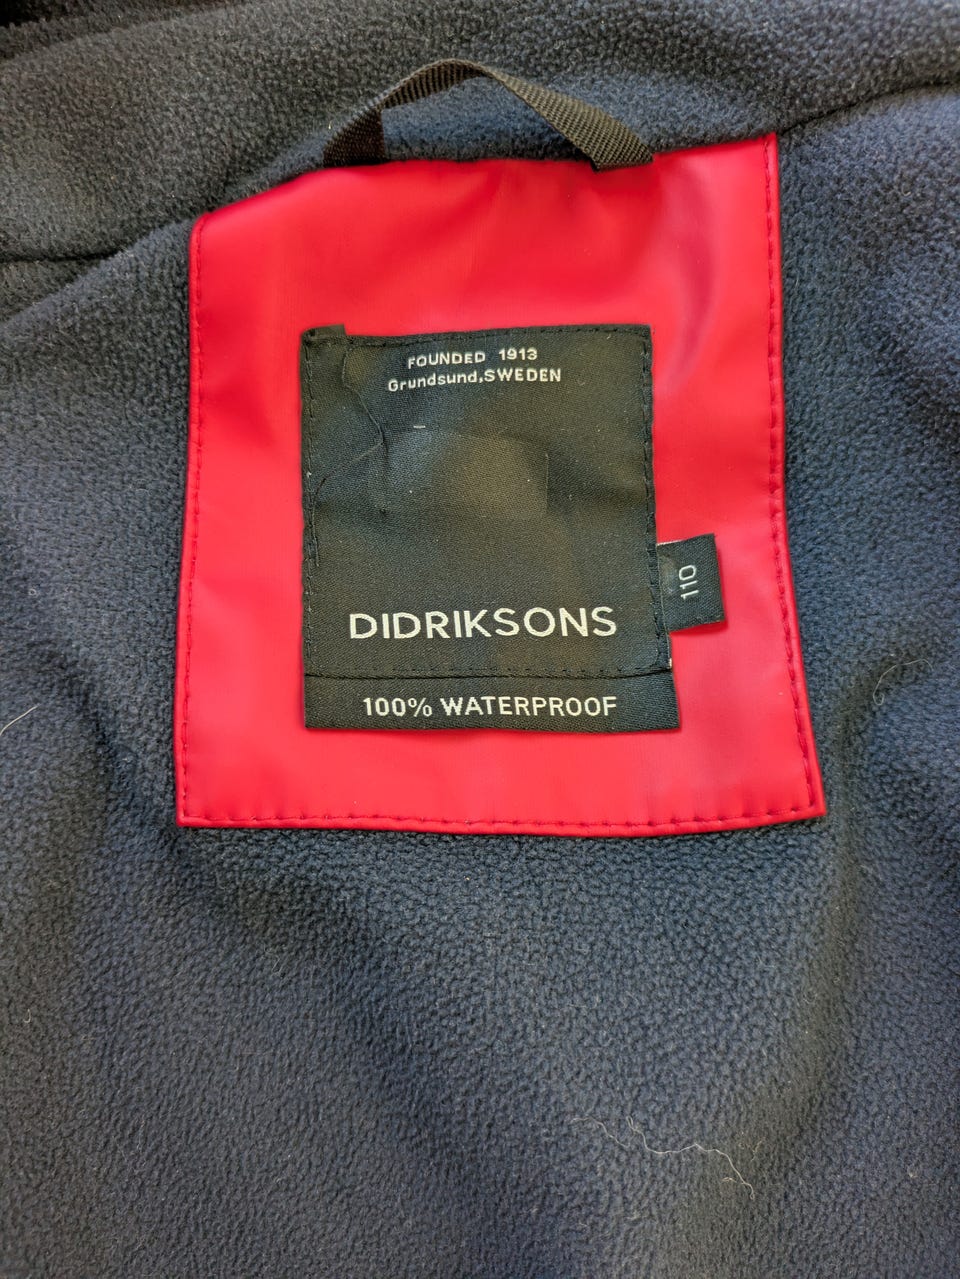 FOUNDED 1913
Grundsund,SWEDEN
DIDRIKSONS
110
100% WATERPROOF